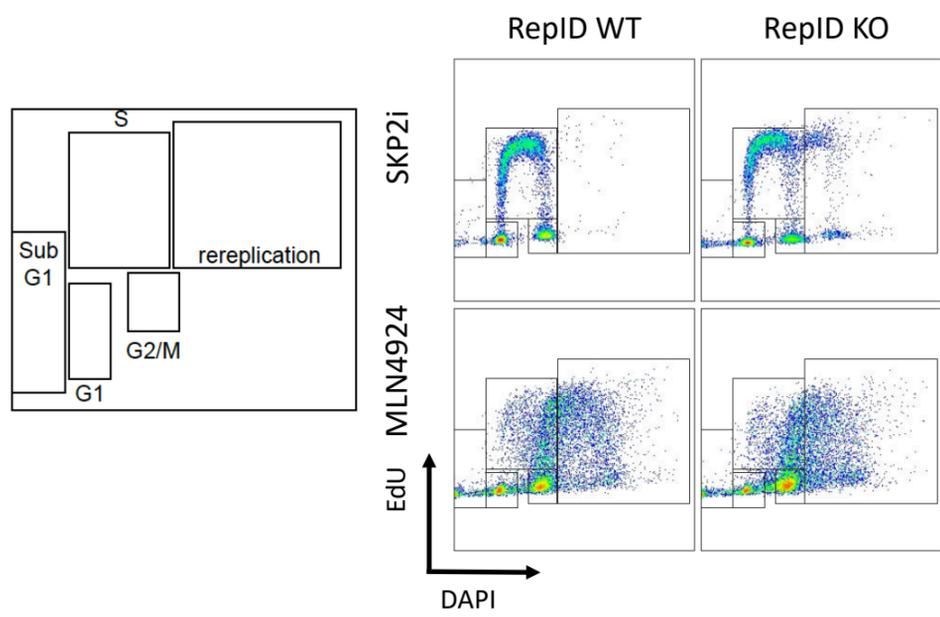 RepID WT
RepID KO
SKP2i
MLN4924
S
Sub
G1
rereplication
G2/M
G1
EdU
DAPI